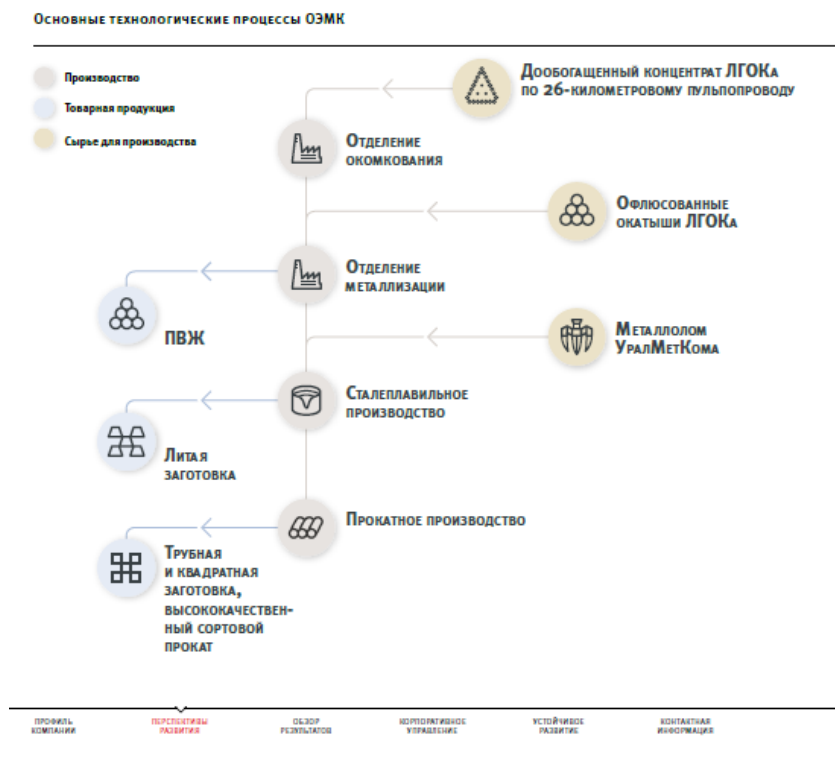 Основные технологические процессы ОЭМК
Производство
Товарная продукция
Сырье для производства
Дообогащенный концентрат ЛГОКа
по 26-километровому пульпопроводу
Отделение
окомкования
Офлюсованные
окатыши ЛГОКа
Отделение
металлизации
ПВЖ
Металлолом
УралМетКома
Сталеплавильное
производство
Литая
заготовка
Прокатное производство
Трубная
и квадратная
заготовка,
высококачествен-
ный сортовой
прокат
ПРОФИЛЬ
КОМПАНИИ
ПЕРСПЕКТИВЫ
РАЗВИТИЯ
ОБЗОР
РЕЗУЛЬТАТОВ
КОРПОРАТИВНОЕ
УПРАВЛЕНИЕ
УСТОЙЧИВОЕ
РАЗВИТИЕ
КОНТАКТНАЯ
ИНФОРМАЦИЯ